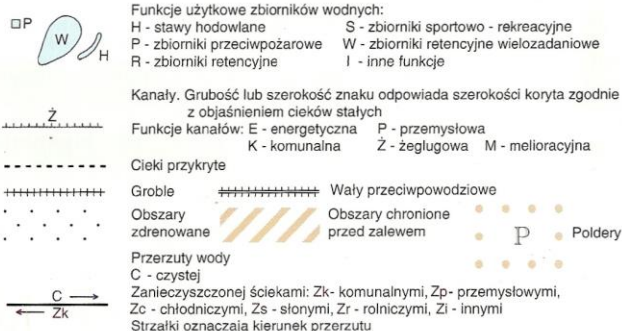 Funkcje użytkowe zbiorników wodnych:
P
W
H
H - stawy hodowlane
S - zbiorniki sportowo - rekreacyjne
P - zbiorniki przeciwpożarowe
W - zbiorniki retencyjne wielozadaniowe
R - zbiorniki retencyjne
I - inne funkcje
Kanały. Grubość lub szerokość znaku odpowiada szerokości koryta zgodnie
z objaśnieniem cieków stałych
Ż
Funkcje kanałów: E - energetyczna P - przemysłowa
K - komunalna Ż - żeglugowa M - melioracyjna
Cieki przykryte
Groble
Wały przeciwpowodziowe
Obszary
zdrenowane
Obszary chronione
przed zalewem
P
Poldery
Przerzuty wody
C - czystej
Zanieczyszczonej ściekami: Zk- komunalnymi, Zp- przemysłowymi,
C
Zk
Zc - chłodniczymi, Zs - słonymi, Zr - rolniczymi, Zi - innymi
Strzałki oznaczają kierunek przerzutu